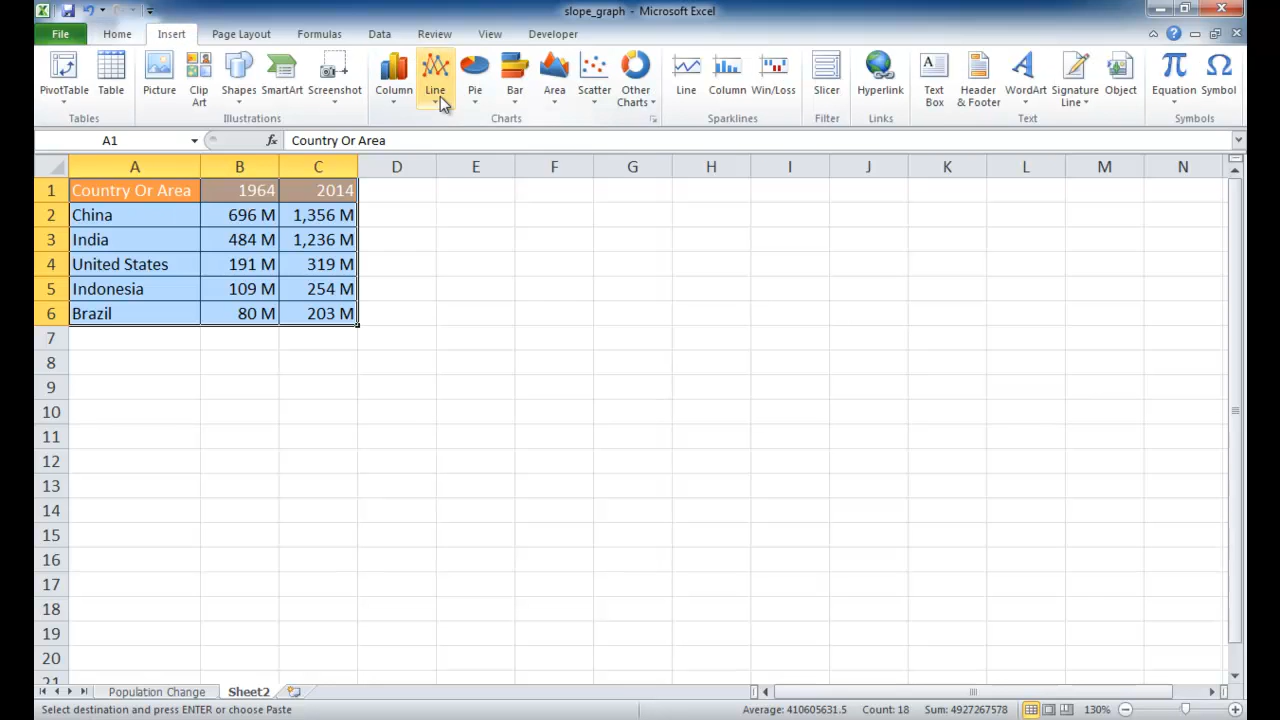 slope_graph - Microsoft Excel
File Home Insert Page Layout Formulas Data Review View Developer
PivotTable Table Picture Clip Art Shapes SmartArt Screenshot Column Line Pie Bar Area Scatter Other Charts Line Column Win/Loss Slicer Hyperlink Text Box Header & Footer WordArt Signature Line Object Equation Symbol
Tables Illustrations Charts Sparklines Filter Links Text Symbols
A1 fx Country Or Area
A B C D E F G H I J K L M N
1 Country Or Area 1964 2014
2 China 696 M 1,356 M
3 India 484 M 1,236 M
4 United States 191 M 319 M
5 Indonesia 109 M 254 M
6 Brazil 80 M 203 M
7
8
9
10
11
12
13
14
15
16
17
18
19
20
21
Population Change Sheet2
Select destination and press ENTER or choose Paste Average: 410605631.5 Count: 18 Sum: 4927267578 130%